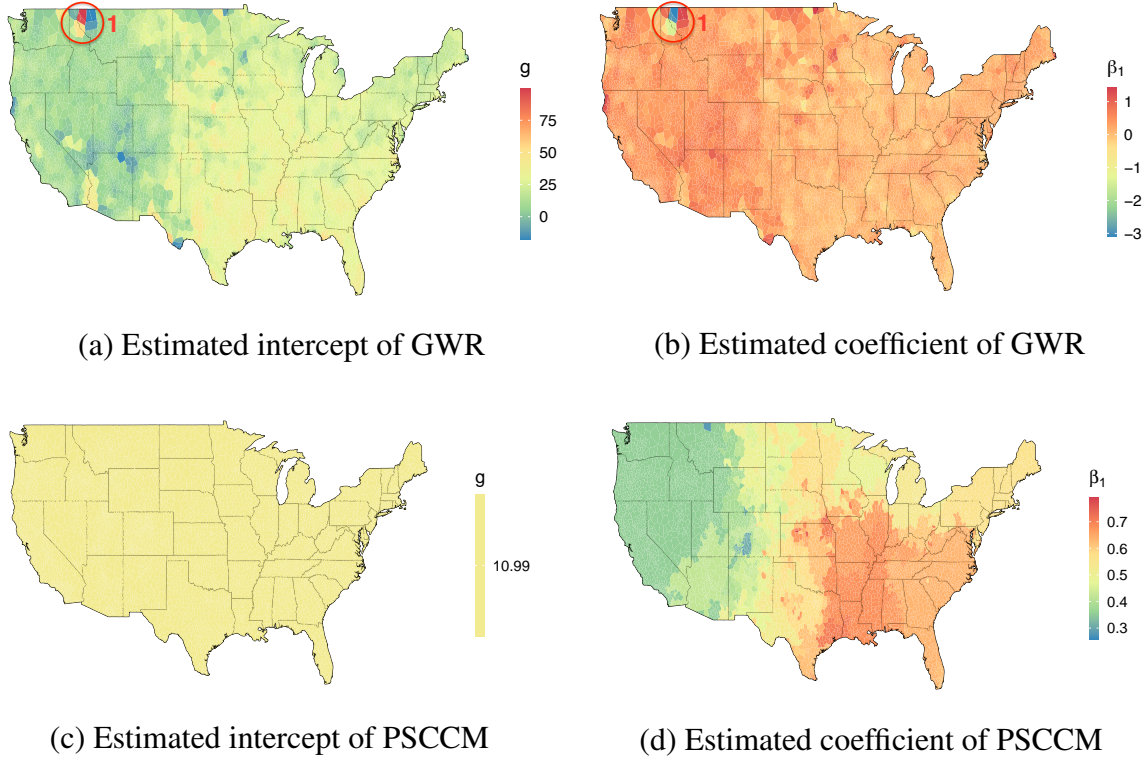 g
75
50
25
0
1
(a) Estimated intercept of GWR
β1
1
0
−1
−2
−3
1
(b) Estimated coefficient of GWR
g
10.99
(c) Estimated intercept of PSCCM
β1
0.7
0.6
0.5
0.4
0.3
(d) Estimated coefficient of PSCCM